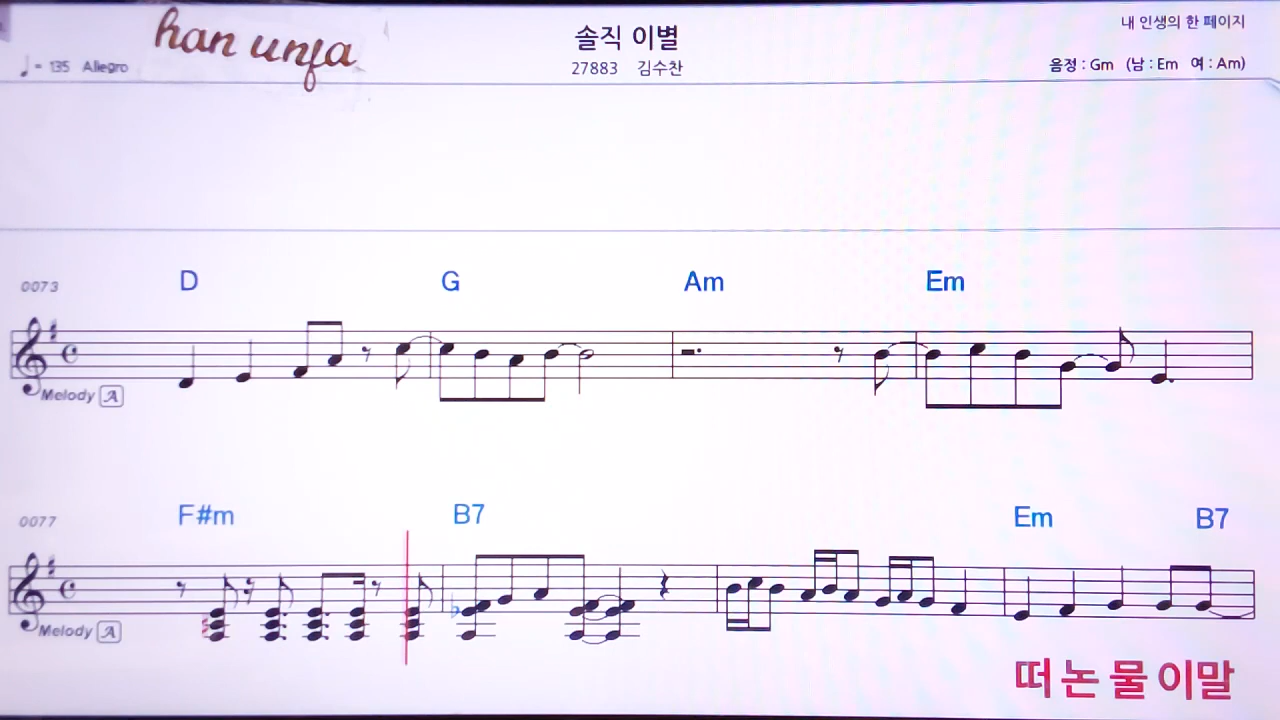 han unfa
솔직 이별
내 인생의 한 페이지
♩= 135 Allegro
27883 김수찬
음정 : Gm (남 : Em 여 : Am)
0073
D G Am Em
Melody A
0077
F#m B7 Em B7
Melody A
떠 논 물 이말